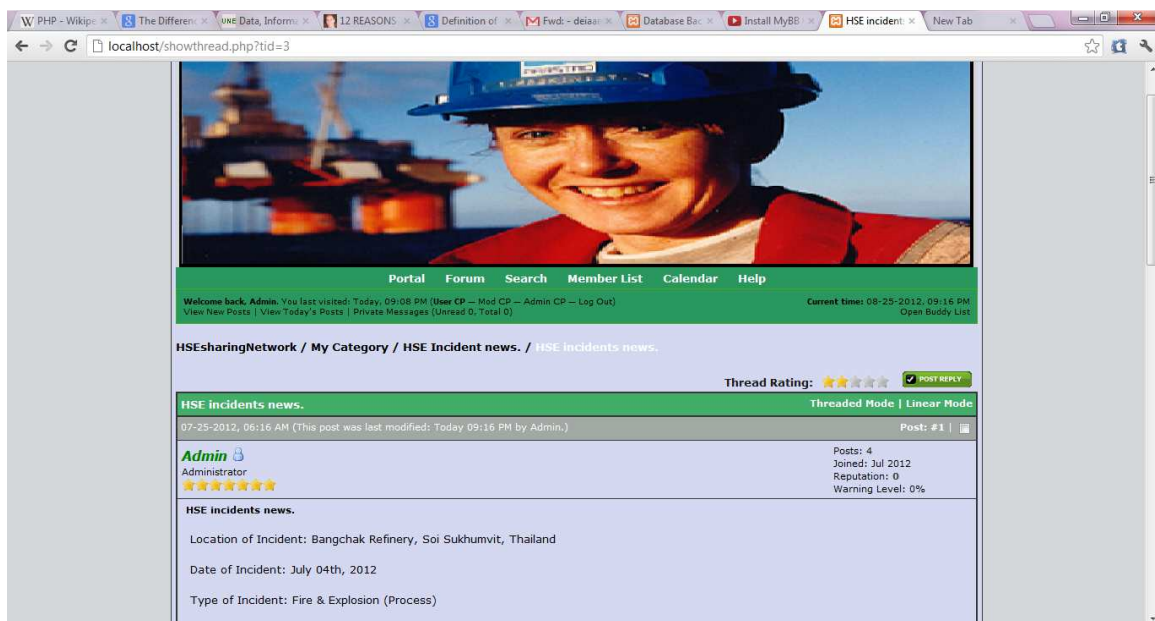 PHP - Wikipe
The Differenc
UNE Data, Informa
12 REASONS
Definition of
Fwd: - deiaa
Database Bac
Install MyBB
HSE incident
New Tab
localhost/showthread.php?tid=3
Portal Forum Search Member List Calendar Help
Welcome back, Admin. You last visited: Today, 09:08 PM (User CP — Mod CP — Admin CP — Log Out)
Current time: 08-25-2012, 09:16 PM
View New Posts | View Today's Posts | Private Messages (Unread 0, Total 0)
Open Buddy List
HSEsharingNetwork / My Category / HSE Incident news. / HSE incidents news.
Thread Rating:
POST REPLY
HSE incidents news.
Threaded Mode | Linear Mode
07-25-2012, 06:16 AM (This post was last modified: Today 09:16 PM by Admin.)
Post: #1 |
Admin
Administrator
Posts: 4
Joined: Jul 2012
Reputation: 0
Warning Level: 0%
HSE incidents news.
Location of Incident: Bangchak Refinery, Soi Sukhumvit, Thailand
Date of Incident: July 04th, 2012
Type of Incident: Fire & Explosion (Process)